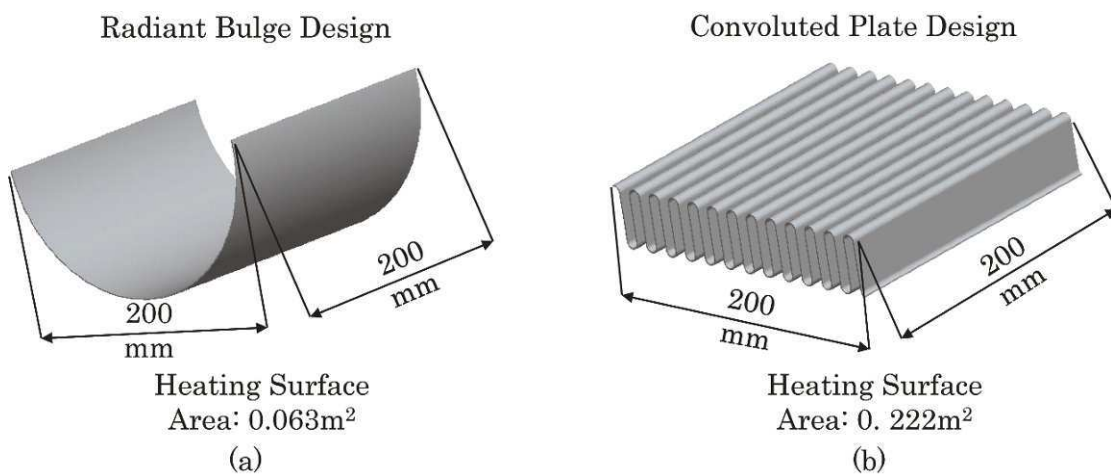 Radiant Bulge Design
200
mm
200
mm
Heating Surface
Area: 0.063m²
(a)
Convoluted Plate Design
200
mm
200
mm
Heating Surface
Area: 0. 222m²
(b)